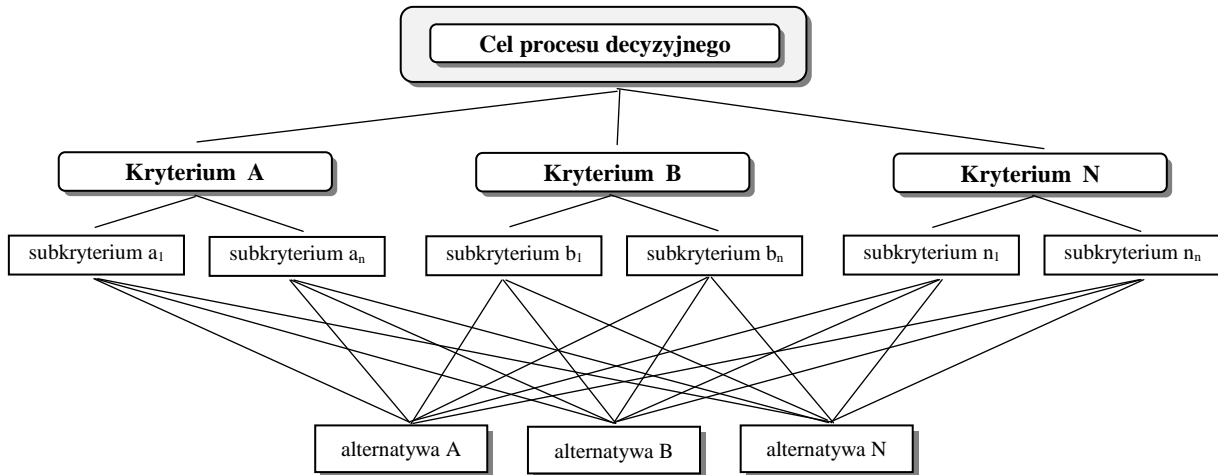 Cel procesu decyzyjnego
Kryterium A
Kryterium B
Kryterium N
subkryterium a₁
subkryterium aₙ
subkryterium b₁
subkryterium bₙ
subkryterium n₁
subkryterium nₙ
alternatywa A
alternatywa B
alternatywa N